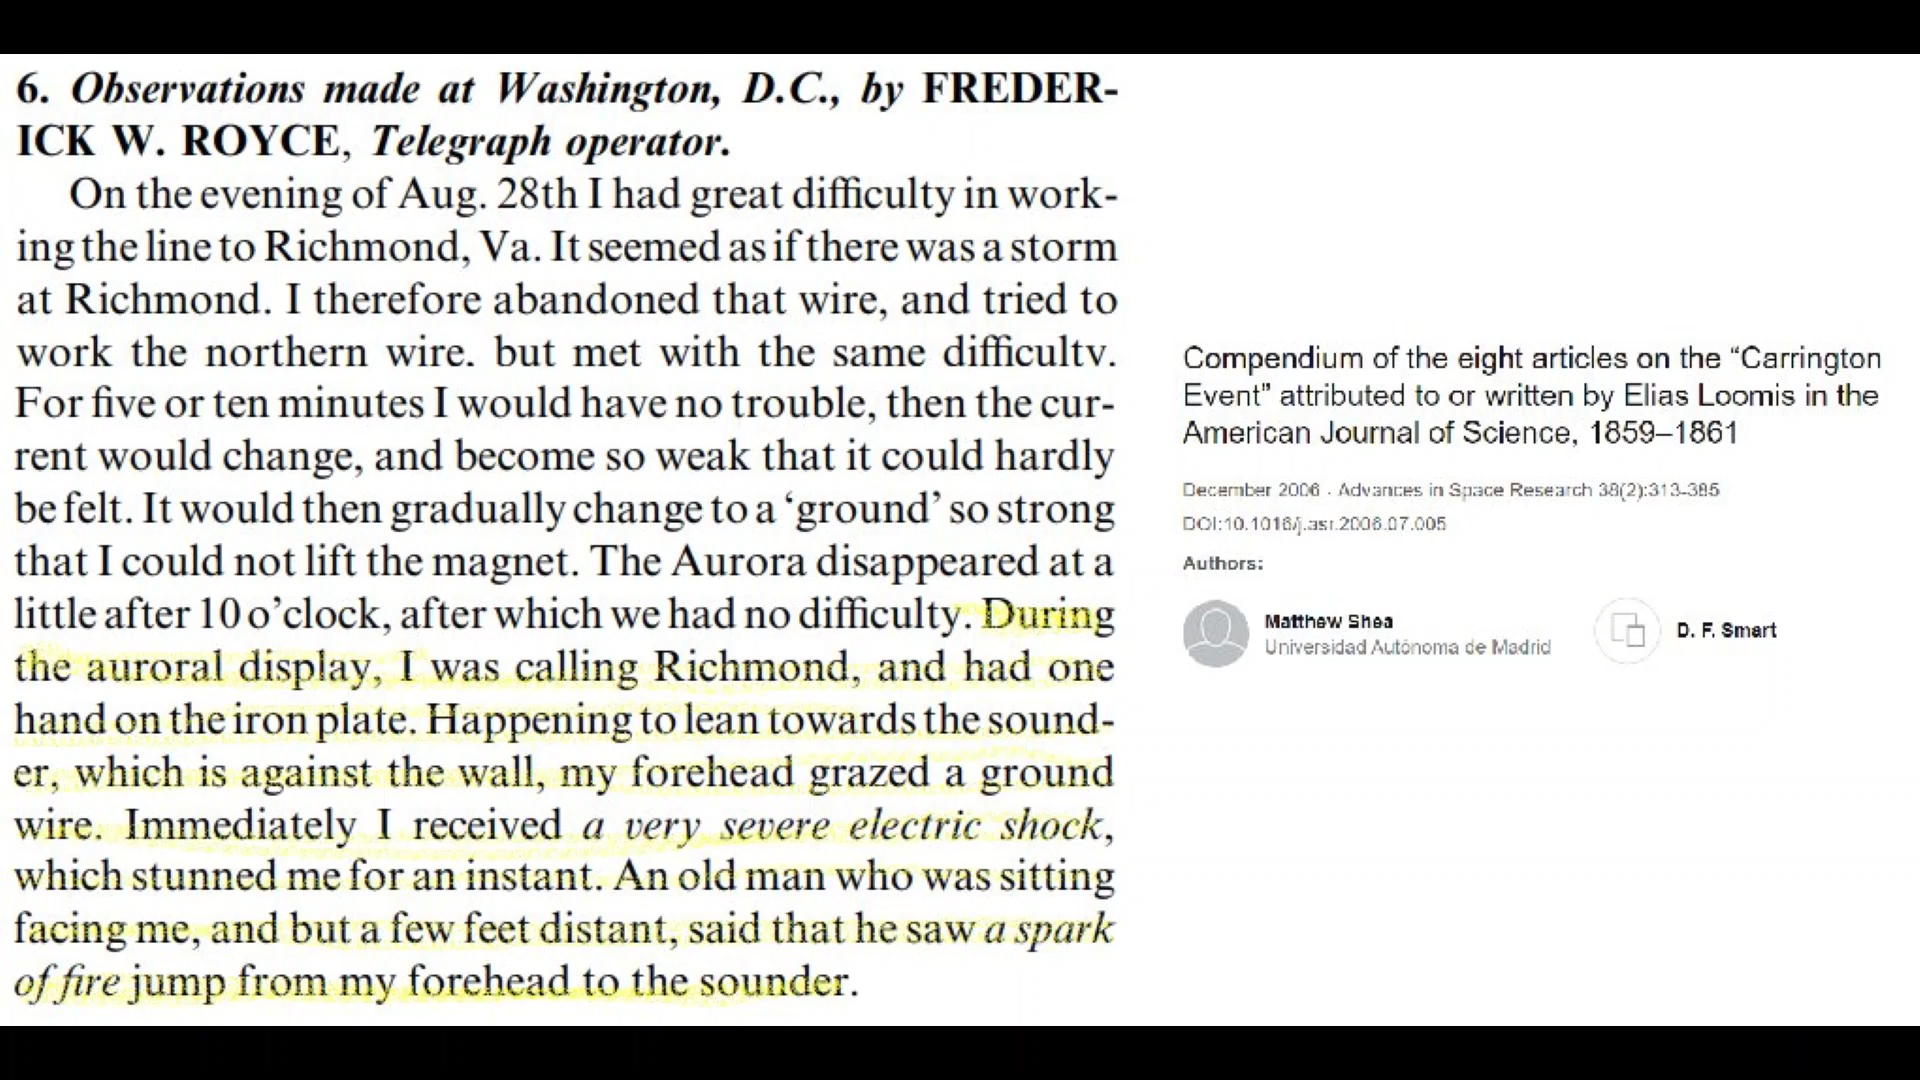 6. Observations made at Washington, D.C., by FREDER-
ICK W. ROYCE, Telegraph operator.
On the evening of Aug. 28th I had great difficulty in work-
ing the line to Richmond, Va. It seemed as if there was a storm
at Richmond. I therefore abandoned that wire, and tried to
work the northern wire. but met with the same difficulty.
For five or ten minutes I would have no trouble, then the cur-
rent would change, and become so weak that it could hardly
be felt. It would then gradually change to a ‘ground’ so strong
that I could not lift the magnet. The Aurora disappeared at a
little after 10 o’clock, after which we had no difficulty. During
the auroral display, I was calling Richmond, and had one
hand on the iron plate. Happening to lean towards the sound-
er, which is against the wall, my forehead grazed a ground
wire. Immediately I received a very severe electric shock,
which stunned me for an instant. An old man who was sitting
facing me, and but a few feet distant, said that he saw a spark
of fire jump from my forehead to the sounder.
Compendium of the eight articles on the “Carrington
Event” attributed to or written by Elias Loomis in the
American Journal of Science, 1859–1861
December 2006 · Advances in Space Research 38(2):313-385
DOI:10.1016/j.asr.2006.07.005
Authors:
Matthew Shea
Universidad Autónoma de Madrid
D. F. Smart